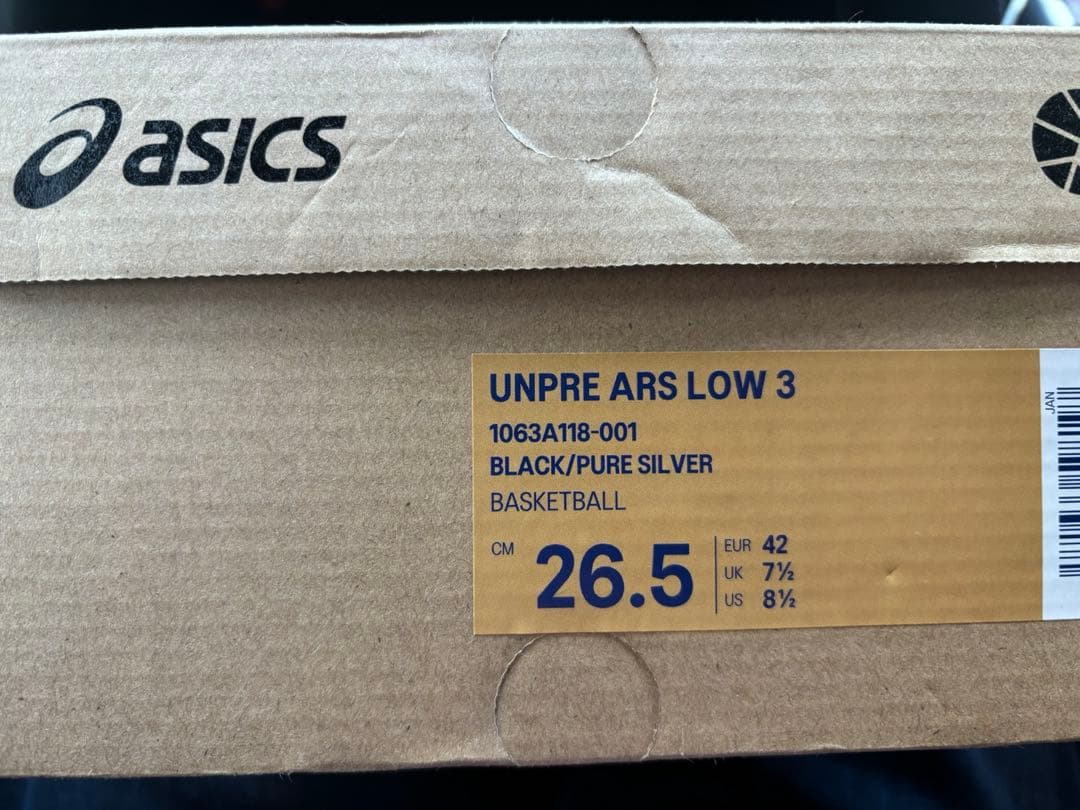 asics
UNPRE ARS LOW 3
1063A118-001
BLACK/PURE SILVER
BASKETBALL
CM 26.5
EUR 42
UK 7½
US 8½
JAN